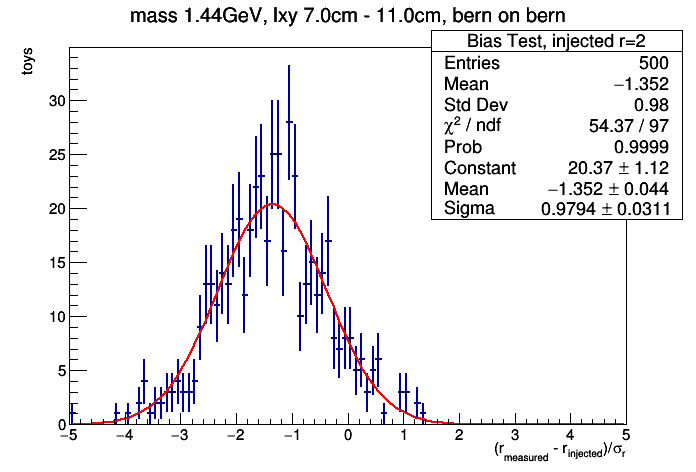 mass 1.44GeV, lxy 7.0cm - 11.0cm, bern on bern
Bias Test, injected r=2
Entries 500
Mean −1.352
Std Dev 0.98
χ² / ndf 54.37 / 97
Prob 0.9999
Constant 20.37 ± 1.12
Mean −1.352 ± 0.044
Sigma 0.9794 ± 0.0311
toys
30
25
20
15
10
5
0
−5 −4 −3 −2 −1 0 1 2 3 4 5
(r_measured - r_injected)/σ_r